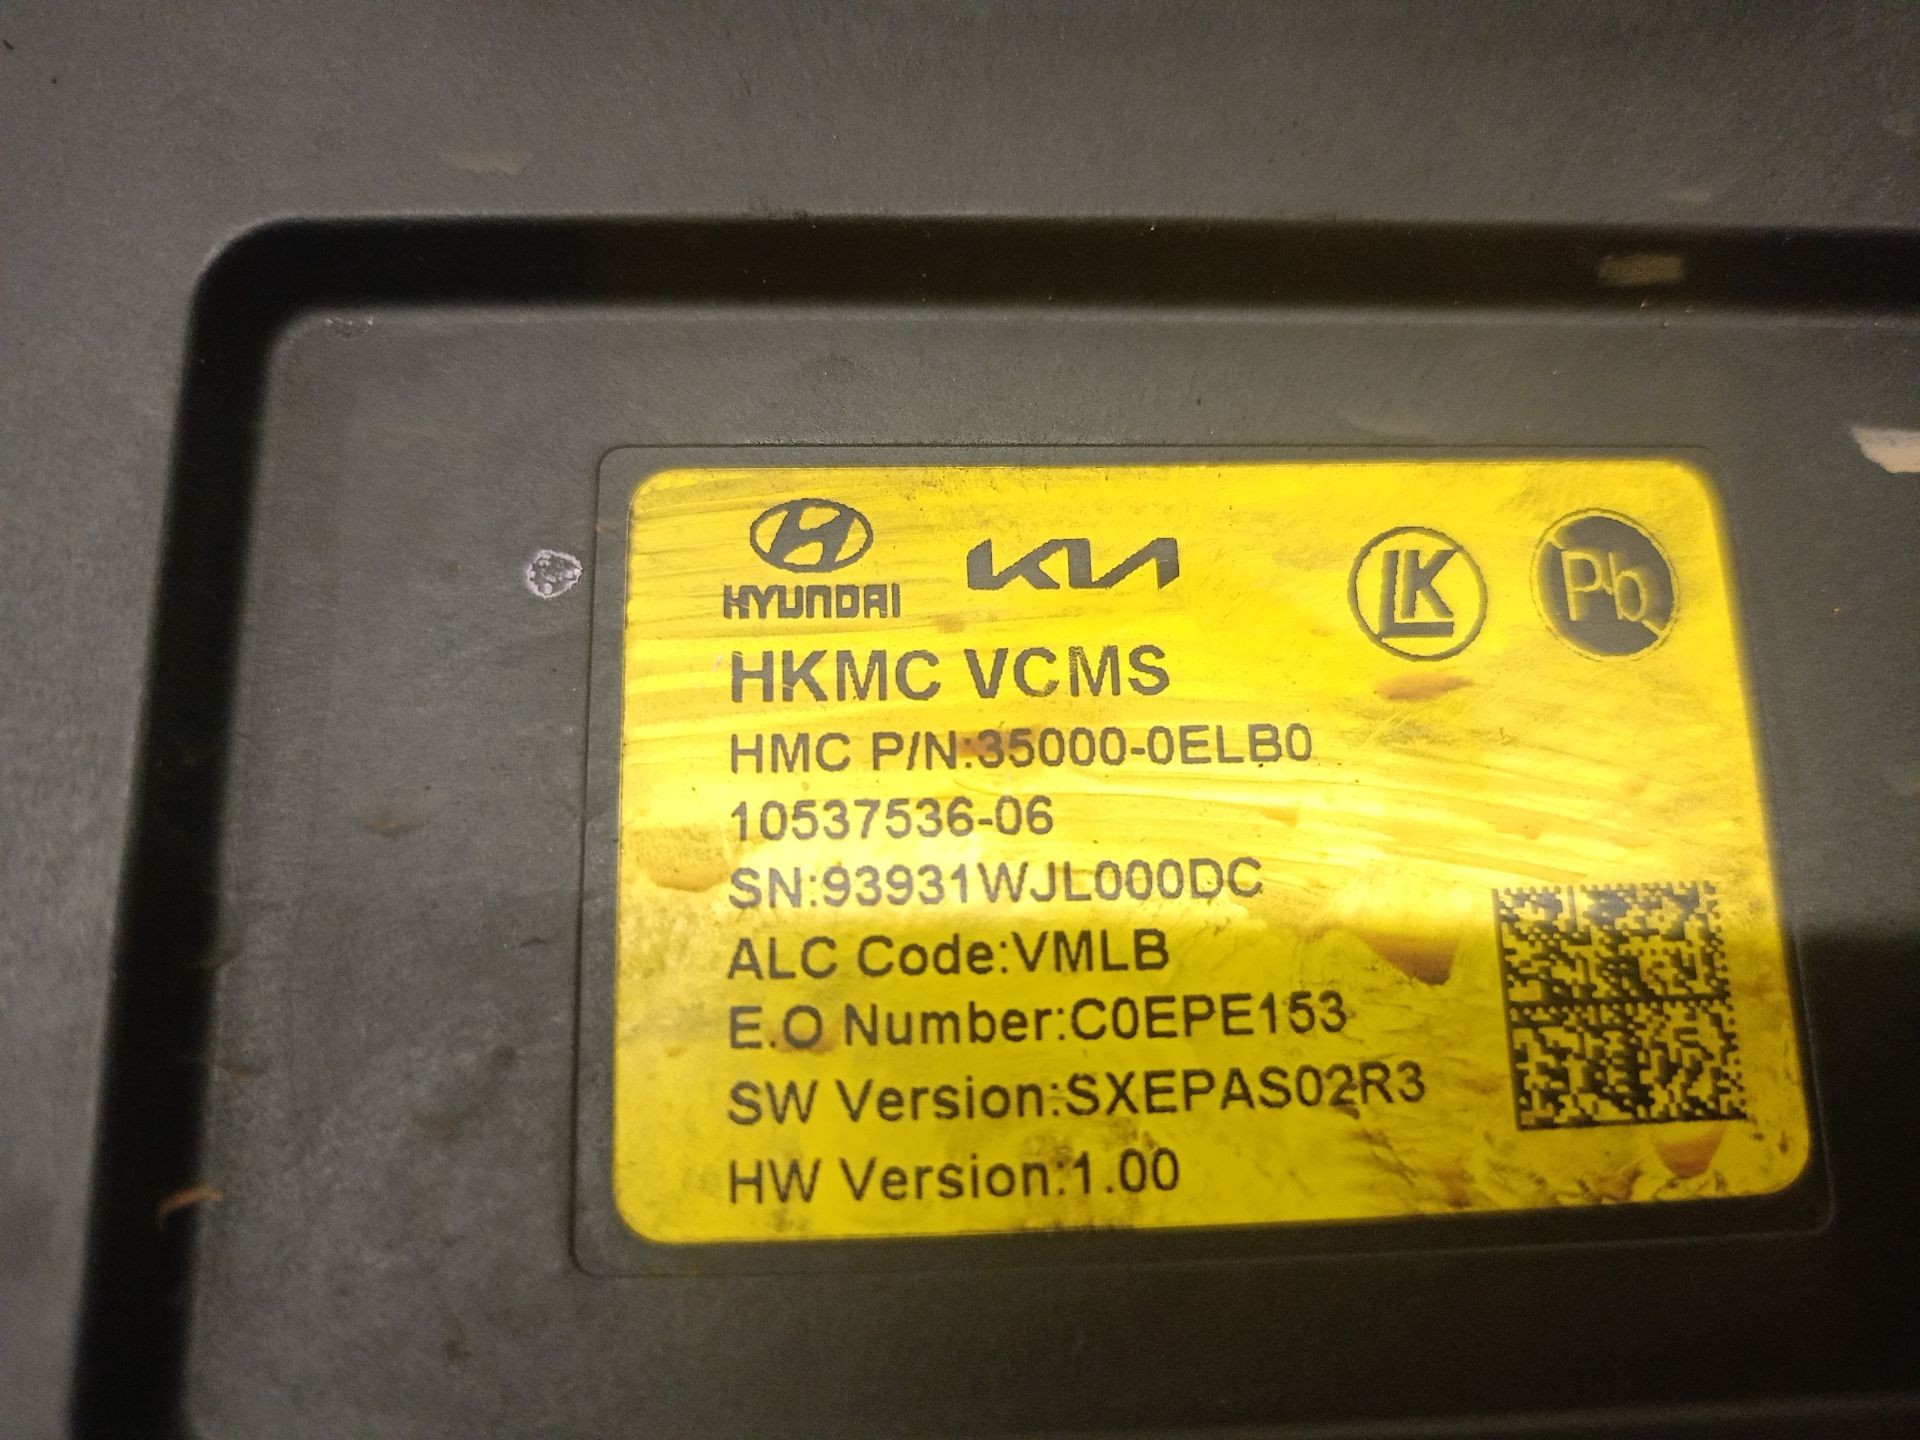 HYUNDAI
KIA
LK
Pb
HKMC VCMS
HMC P/N:35000-0ELB0
10537536-06
SN:93931WJL000DC
ALC Code:VMLB
E.O Number:C0EPE153
SW Version:SXEPAS02R3
HW Version:1.00